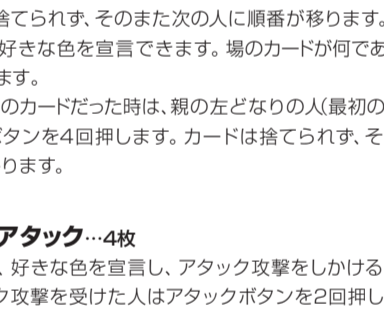 捨てられず、そのまた次の人に順番が移ります。
好きな色を宣言できます。場のカードが何であ
ます。
のカードだった時は、親の左どなりの人(最初の
ボタンを4回押します。カードは捨てられず、そ
ります。
アタック…4枚
、好きな色を宣言し、アタック攻撃をしかける
ク攻撃を受けた人はアタックボタンを2回押し